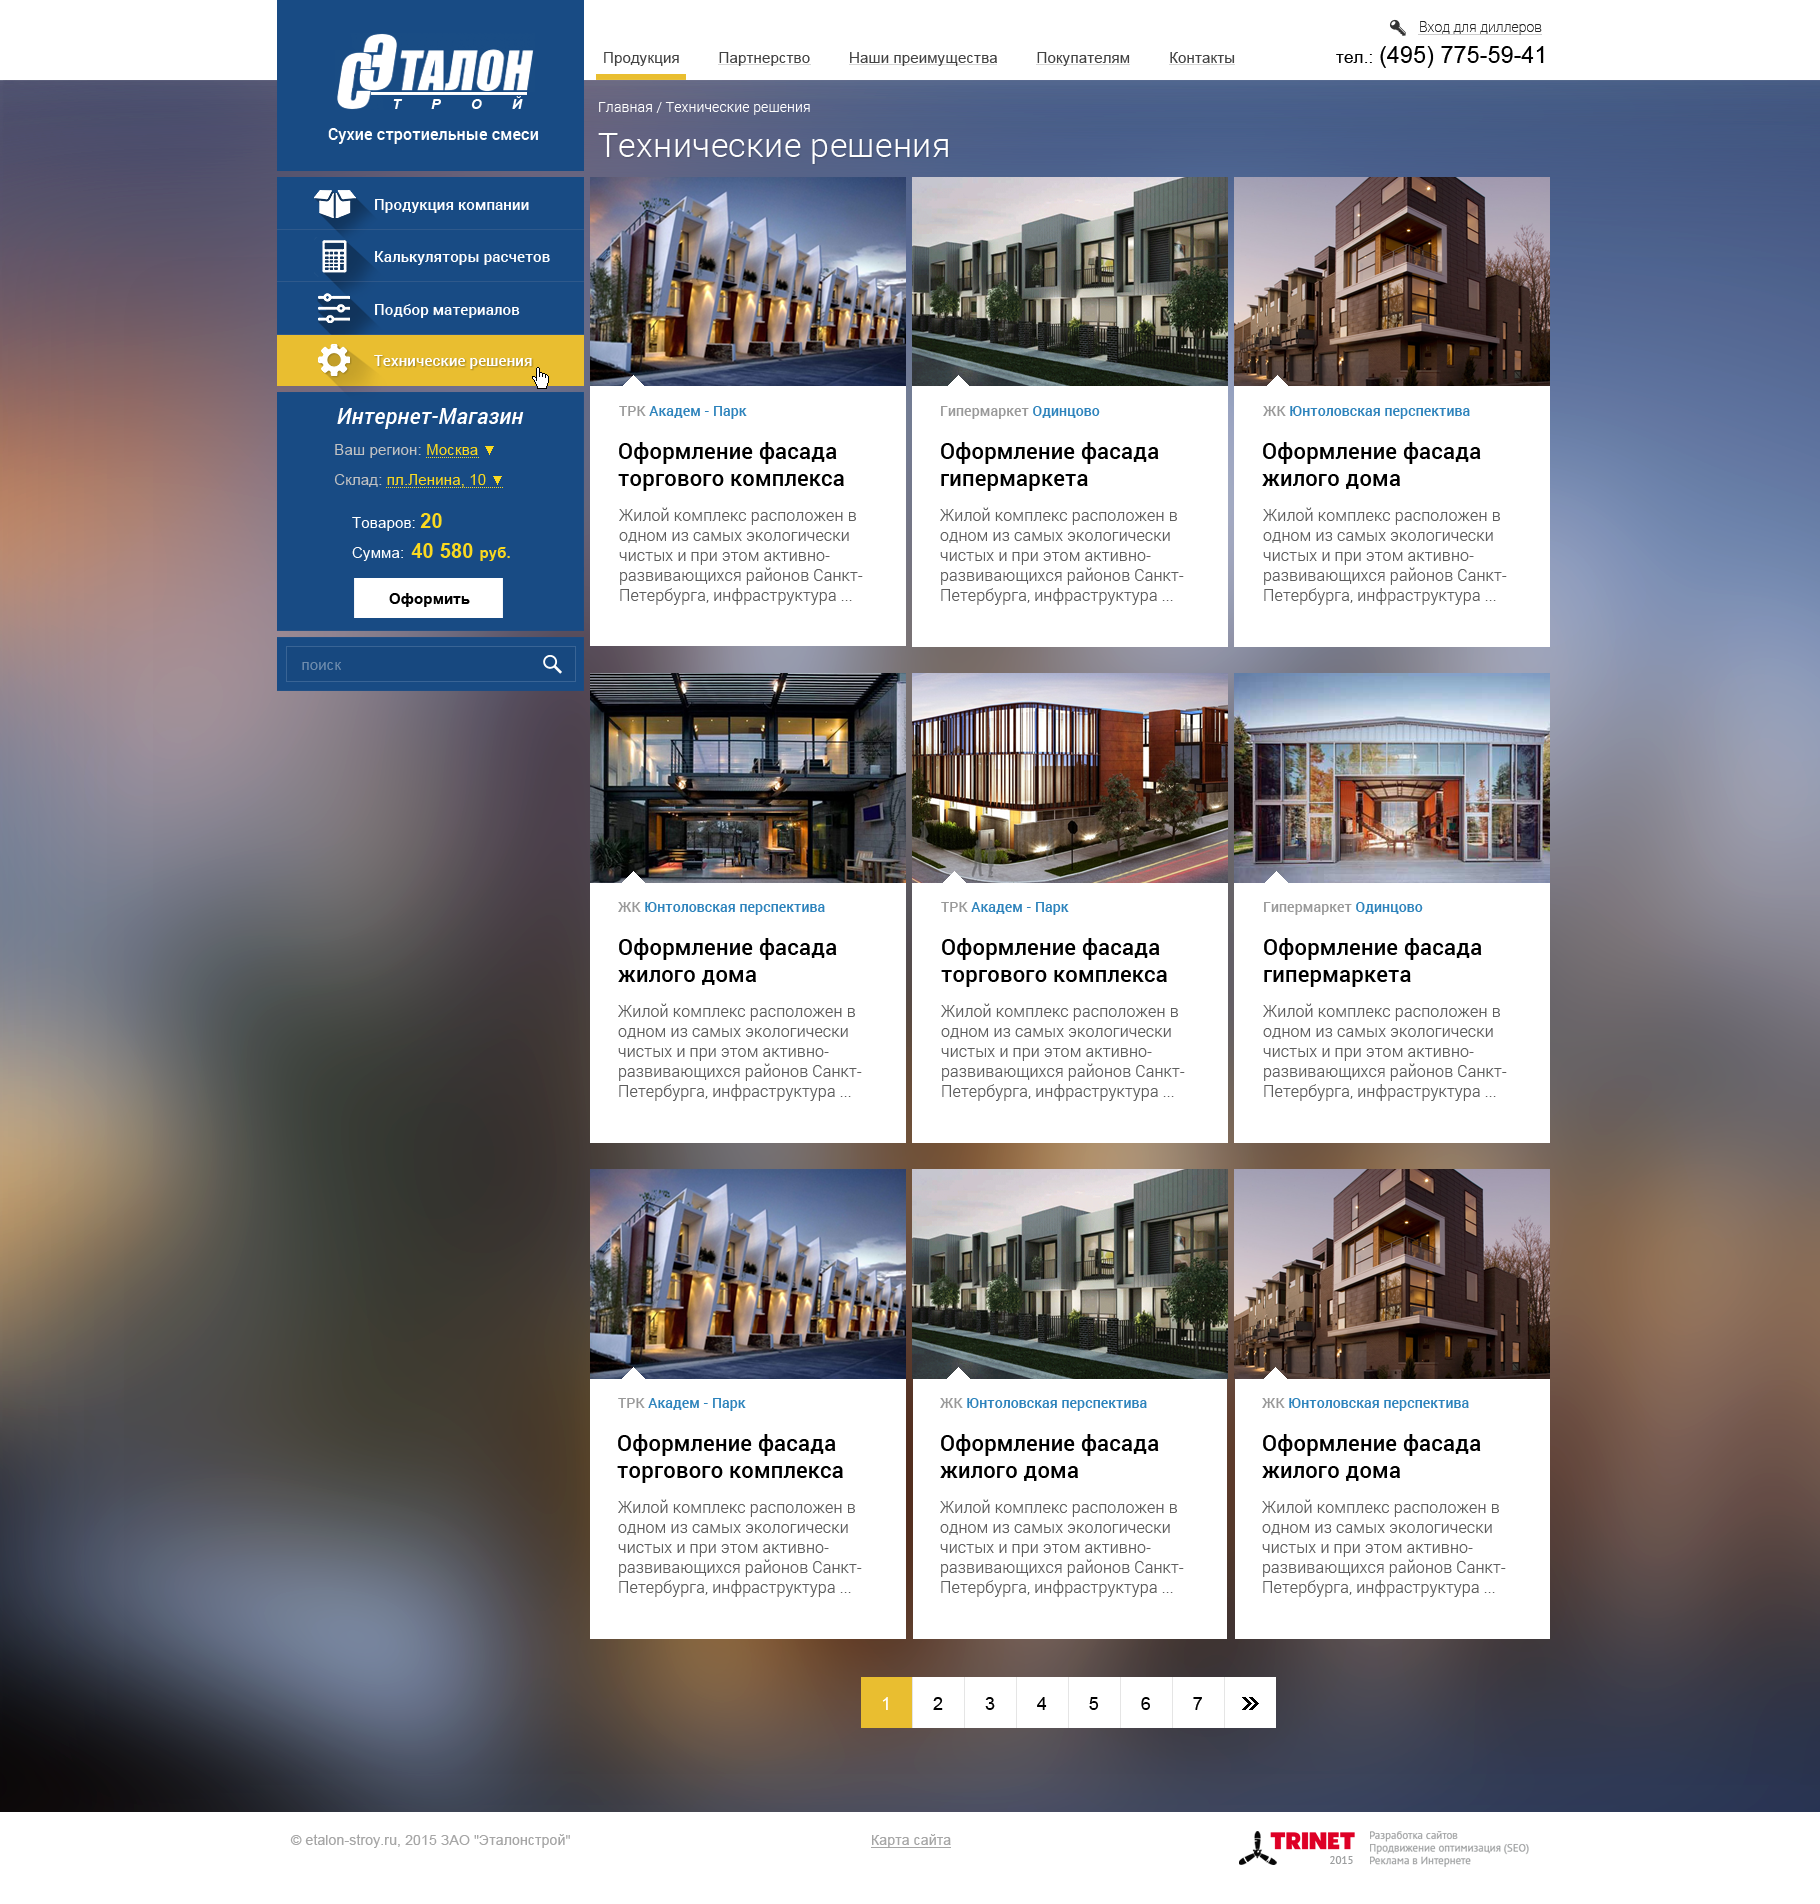 Эталон
строй
Сухие стротиельные смеси
Продукция
Партнерство
Наши преимущества
Покупателям
Контакты
Вход для диллеров
тел.: (495) 775-59-41
Главная / Технические решения
Технические решения
Продукция компании
Калькуляторы расчетов
Подбор материалов
Технические решения
Интернет-Магазин
Ваш регион: Москва ▼
Склад: пл.Ленина, 10 ▼
Товаров: 20
Сумма: 40 580 руб.
Оформить
поиск
ТРК Академ - Парк
Оформление фасада
торгового комплекса
Жилой комплекс расположен в
одном из самых экологически
чистых и при этом активно-
развивающихся районов Санкт-
Петербурга, инфраструктура ...
Гипермаркет Одинцово
Оформление фасада
гипермаркета
Жилой комплекс расположен в
одном из самых экологически
чистых и при этом активно-
развивающихся районов Санкт-
Петербурга, инфраструктура ...
ЖК Юнтоловская перспектива
Оформление фасада
жилого дома
Жилой комплекс расположен в
одном из самых экологически
чистых и при этом активно-
развивающихся районов Санкт-
Петербурга, инфраструктура ...
ЖК Юнтоловская перспектива
Оформление фасада
жилого дома
Жилой комплекс расположен в
одном из самых экологически
чистых и при этом активно-
развивающихся районов Санкт-
Петербурга, инфраструктура ...
ТРК Академ - Парк
Оформление фасада
торгового комплекса
Жилой комплекс расположен в
одном из самых экологически
чистых и при этом активно-
развивающихся районов Санкт-
Петербурга, инфраструктура ...
Гипермаркет Одинцово
Оформление фасада
гипермаркета
Жилой комплекс расположен в
одном из самых экологически
чистых и при этом активно-
развивающихся районов Санкт-
Петербурга, инфраструктура ...
ТРК Академ - Парк
Оформление фасада
торгового комплекса
Жилой комплекс расположен в
одном из самых экологически
чистых и при этом активно-
развивающихся районов Санкт-
Петербурга, инфраструктура ...
ЖК Юнтоловская перспектива
Оформление фасада
жилого дома
Жилой комплекс расположен в
одном из самых экологически
чистых и при этом активно-
развивающихся районов Санкт-
Петербурга, инфраструктура ...
ЖК Юнтоловская перспектива
Оформление фасада
жилого дома
Жилой комплекс расположен в
одном из самых экологически
чистых и при этом активно-
развивающихся районов Санкт-
Петербурга, инфраструктура ...
1 2 3 4 5 6 7 »
© etalon-stroy.ru, 2015 ЗАО "Эталонстрой"
Карта сайта
TRINET
2015
Разработка сайтов
Продвижение оптимизация (SEO)
Реклама в Интернете